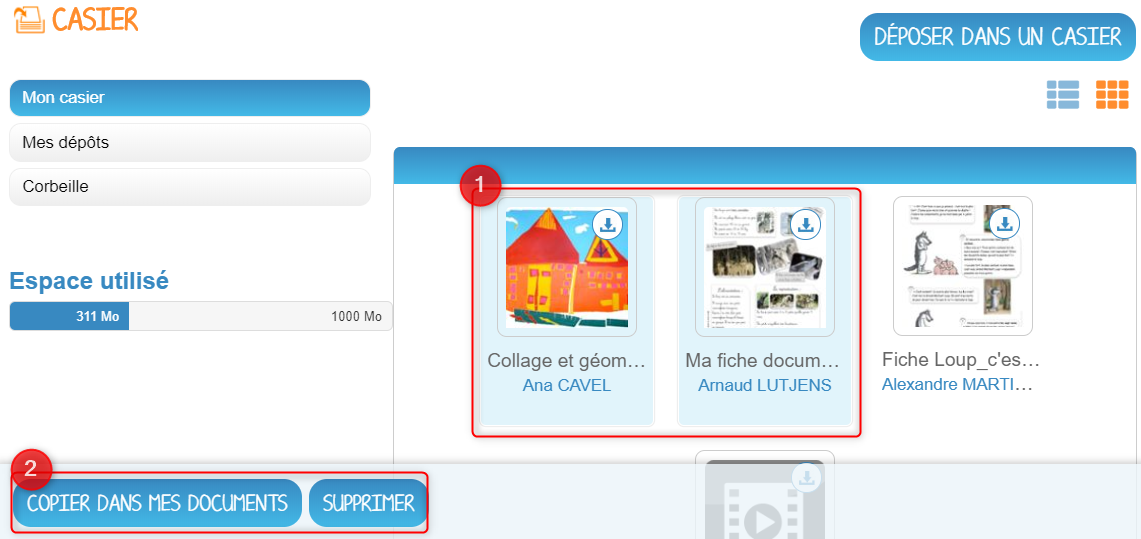 CASIER
DÉPOSER DANS UN CASIER
Mon casier
Mes dépôts
Corbeille
Espace utilisé
311 Mo
1000 Mo
1
Collage et géom...
Ana CAVEL
Ma fiche docum...
Arnaud LUTJENS
Fiche Loup_c'es...
Alexandre MARTI...
2
COPIER DANS MES DOCUMENTS
SUPPRIMER